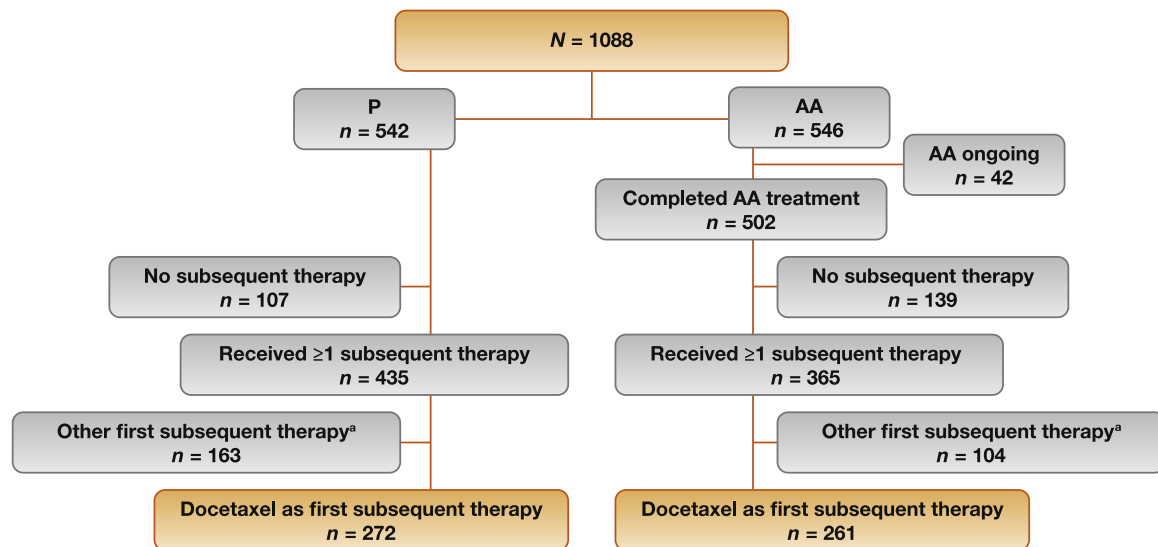 N = 1088
P
n = 542
AA
n = 546
AA ongoing
n = 42
Completed AA treatment
n = 502
No subsequent therapy
n = 107
No subsequent therapy
n = 139
Received ≥1 subsequent therapy
n = 435
Received ≥1 subsequent therapy
n = 365
Other first subsequent therapyᵃ
n = 163
Other first subsequent therapyᵃ
n = 104
Docetaxel as first subsequent therapy
n = 272
Docetaxel as first subsequent therapy
n = 261